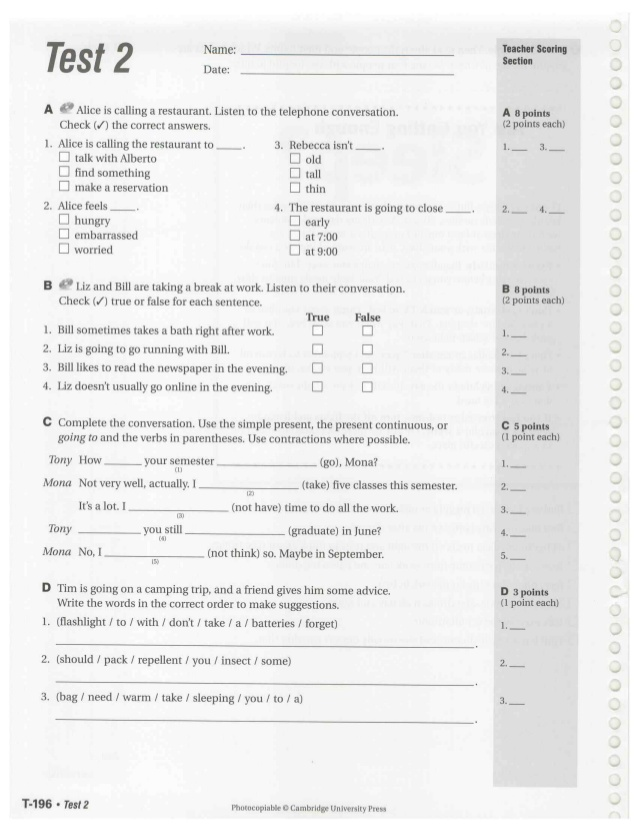 Test 2
Name:
Date:
Teacher Scoring
Section
A Alice is calling a restaurant. Listen to the telephone conversation.
Check (✓) the correct answers.
1. Alice is calling the restaurant to ____.
☐ talk with Alberto
☐ find something
☐ make a reservation
2. Alice feels ____.
☐ hungry
☐ embarrassed
☐ worried
3. Rebecca isn't ____.
☐ old
☐ tall
☐ thin
4. The restaurant is going to close ____.
☐ early
☐ at 7:00
☐ at 9:00
A 8 points
(2 points each)
1. ___ 3. ___
2. ___ 4. ___
B Liz and Bill are taking a break at work. Listen to their conversation.
Check (✓) true or false for each sentence.
True False
1. Bill sometimes takes a bath right after work. ☐ ☐
2. Liz is going to go running with Bill. ☐ ☐
3. Bill likes to read the newspaper in the evening. ☐ ☐
4. Liz doesn't usually go online in the evening. ☐ ☐
B 8 points
(2 points each)
1. ___
2. ___
3. ___
4. ___
C Complete the conversation. Use the simple present, the present continuous, or
going to and the verbs in parentheses. Use contractions where possible.
Tony How ______ your semester ______________ (go), Mona?
(1)
Mona Not very well, actually. I ______________ (take) five classes this semester.
(2)
It's a lot. I ______________ (not have) time to do all the work.
(3)
Tony _________ you still ______________ (graduate) in June?
(4)
Mona No, I ______________ (not think) so. Maybe in September.
(5)
C 5 points
(1 point each)
1. ___
2. ___
3. ___
4. ___
5. ___
D Tim is going on a camping trip, and a friend gives him some advice.
Write the words in the correct order to make suggestions.
1. (flashlight / to / with / don't / take / a / batteries / forget)
______________.
2. (should / pack / repellent / you / insect / some)
______________.
3. (bag / need / warm / take / sleeping / you / to / a)
______________.
D 3 points
(1 point each)
1. ___
2. ___
3. ___
T-196 • Test 2
Photocopiable © Cambridge University Press